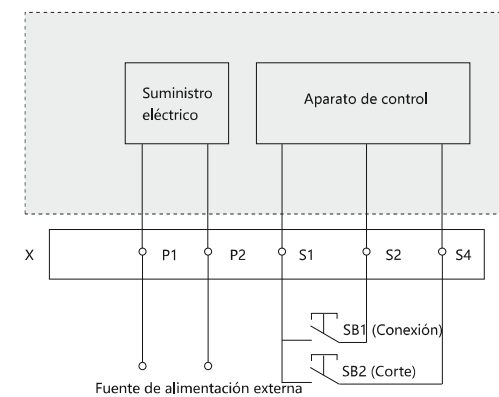 Suministro
eléctrico
Aparato de control
X P1 P2 S1 S2 S4
SB1 (Conexión)
SB2 (Corte)
Fuente de alimentación externa